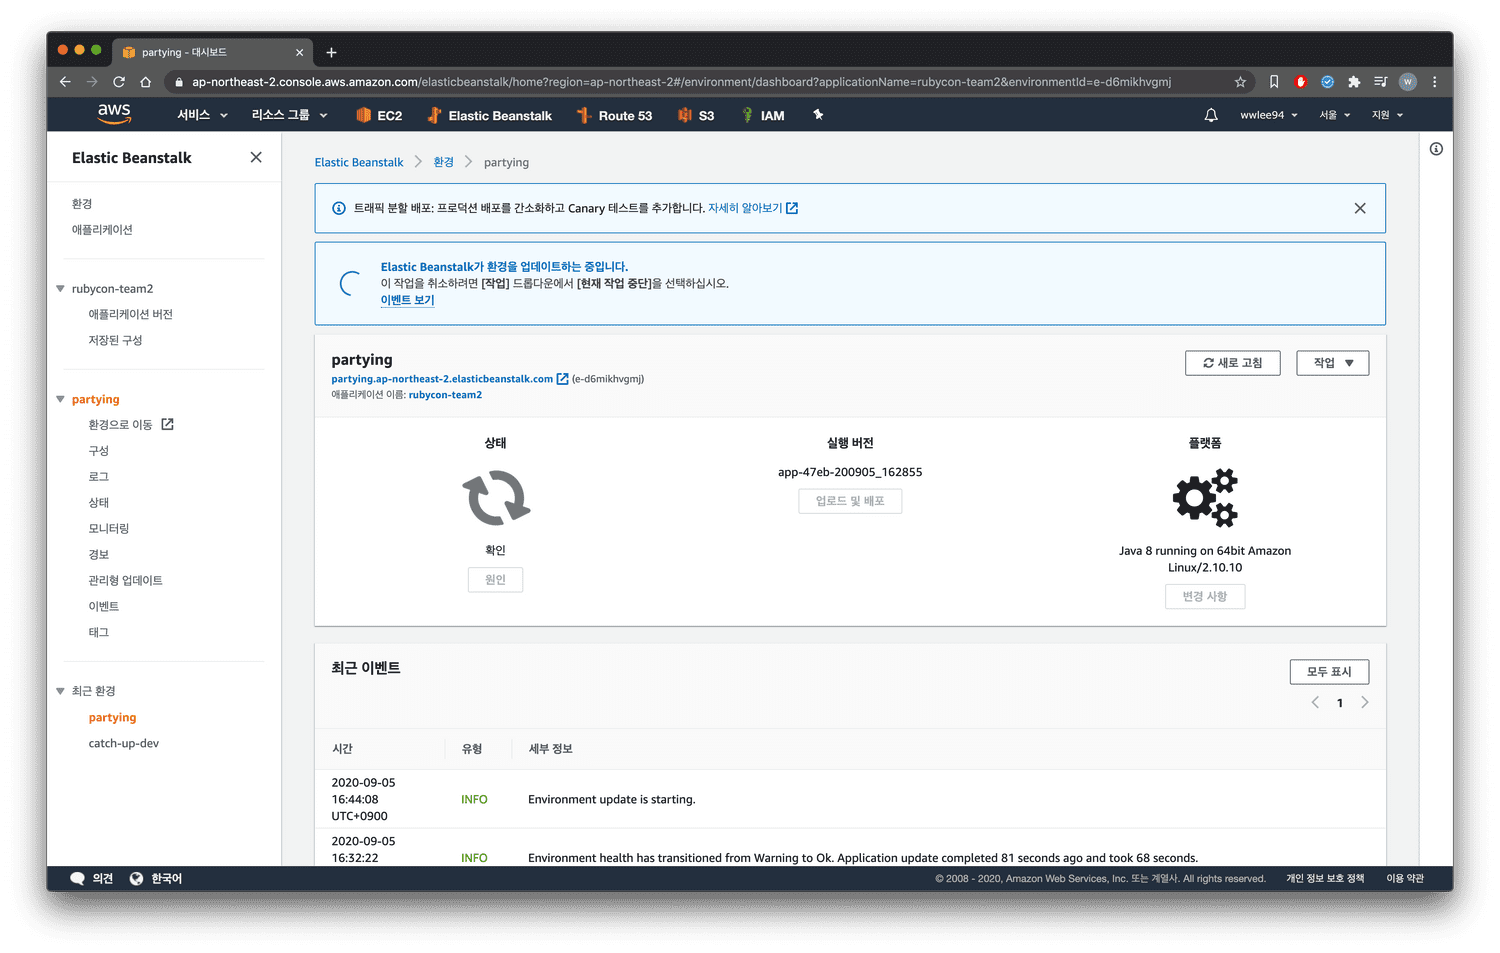 partying - 대시보드
ap-northeast-2.console.aws.amazon.com/elasticbeanstalk/home?region=ap-northeast-2#/environment/dashboard?applicationName=rubycon-team2&environmentId=e-d6mikhvgmj
W
aws 서비스 리소스 그룹 EC2 Elastic Beanstalk Route 53 S3 IAM wwlee94 서울 지원
Elastic Beanstalk
환경
애플리케이션
rubycon-team2
애플리케이션 버전
저장된 구성
partying
환경으로 이동
구성
로그
상태
모니터링
경보
관리형 업데이트
이벤트
태그
최근 환경
partying
catch-up-dev
Elastic Beanstalk 환경 partying
트래픽 분할 배포: 프로덕션 배포를 간소화하고 Canary 테스트를 추가합니다. 자세히 알아보기
Elastic Beanstalk가 환경을 업데이트하는 중입니다.
이 작업을 취소하려면 [작업] 드롭다운에서 [현재 작업 중단]을 선택하십시오.
이벤트 보기
partying
partying.ap-northeast-2.elasticbeanstalk.com (e-d6mikhvgmj)
애플리케이션 이름: rubycon-team2
새로 고침 작업
상태
확인
원인
실행 버전
app-47eb-200905_162855
업로드 및 배포
플랫폼
Java 8 running on 64bit Amazon
Linux/2.10.10
변경 사항
최근 이벤트
모두 표시
1
시간 유형 세부 정보
2020-09-05
16:44:08
UTC+0900
INFO
Environment update is starting.
2020-09-05
16:32:22
INFO
Environment health has transitioned from Warning to Ok. Application update completed 81 seconds ago and took 68 seconds.
의견 한국어
© 2008 - 2020, Amazon Web Services, Inc. 또는 계열사. All rights reserved. 개인 정보 보호 정책 이용 약관